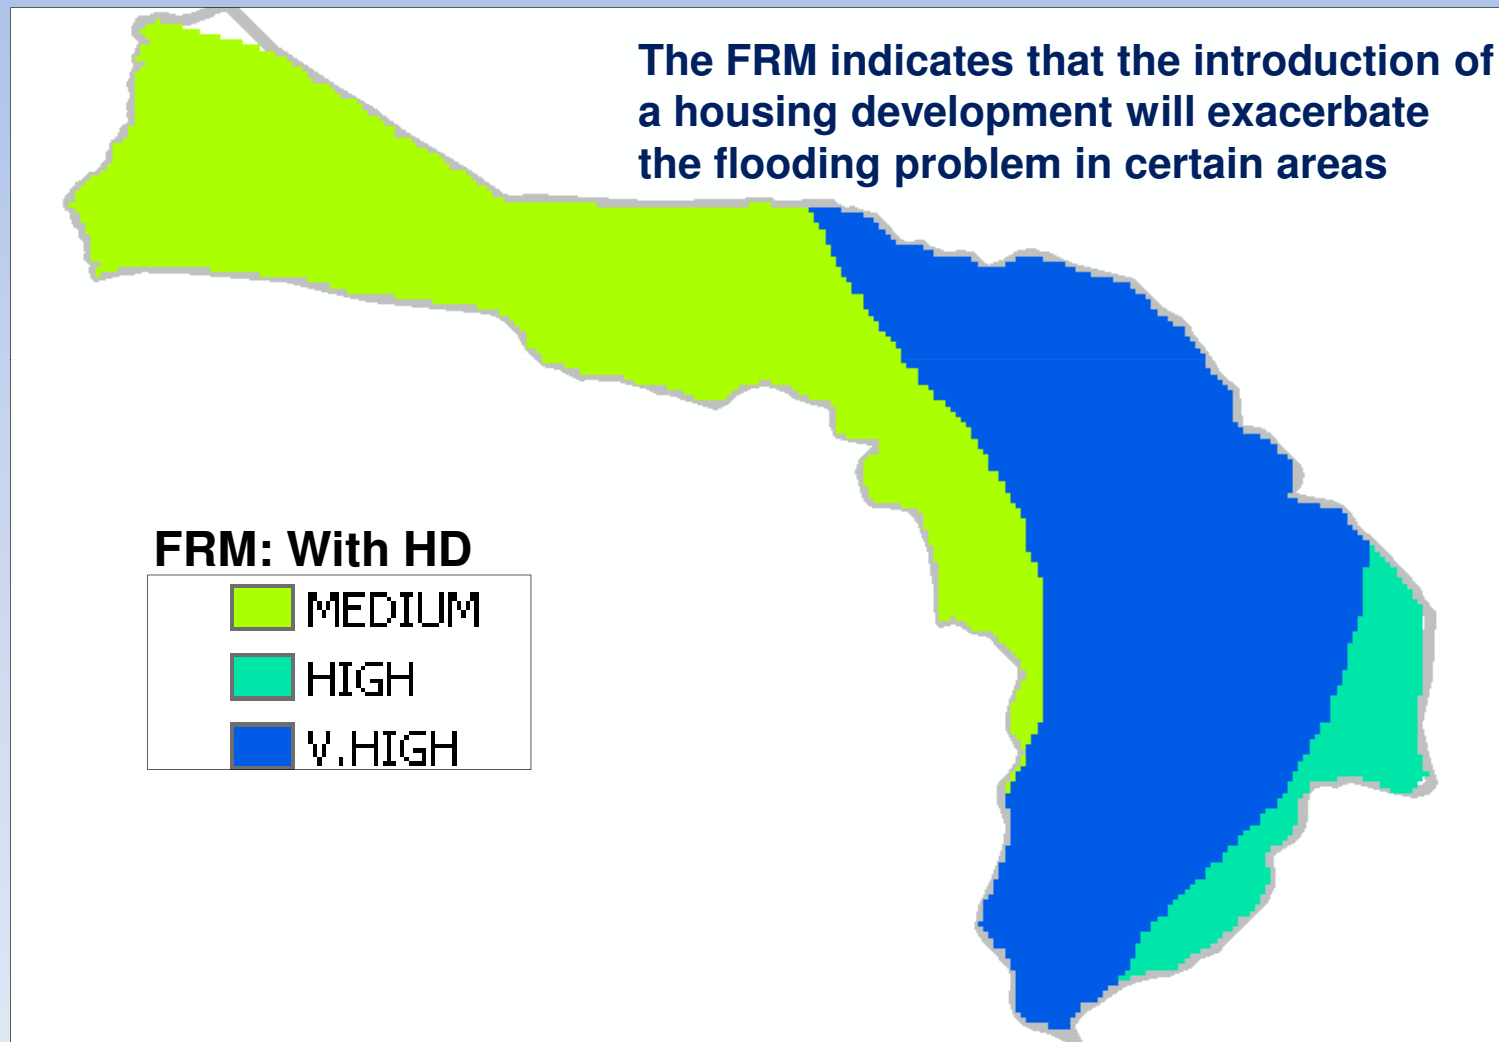 The FRM indicates that the introduction of
a housing development will exacerbate
the flooding problem in certain areas
FRM: With HD
MEDIUM
HIGH
V.HIGH